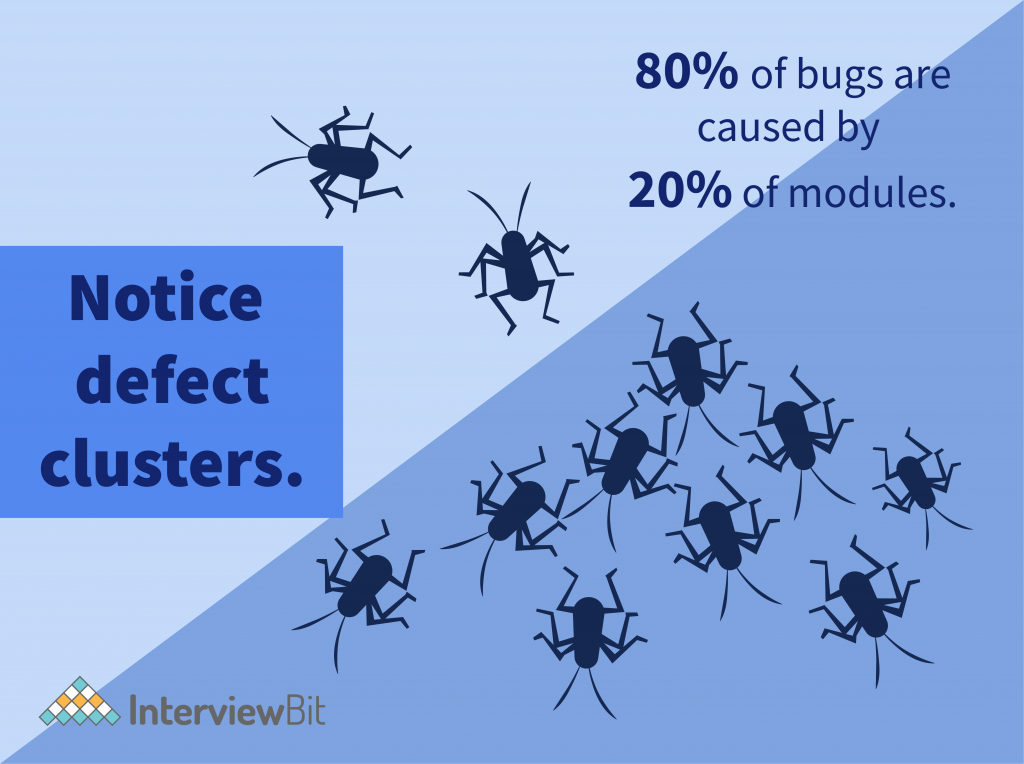 80% of bugs are
caused by
20% of modules.
Notice
defect
clusters.
InterviewBit